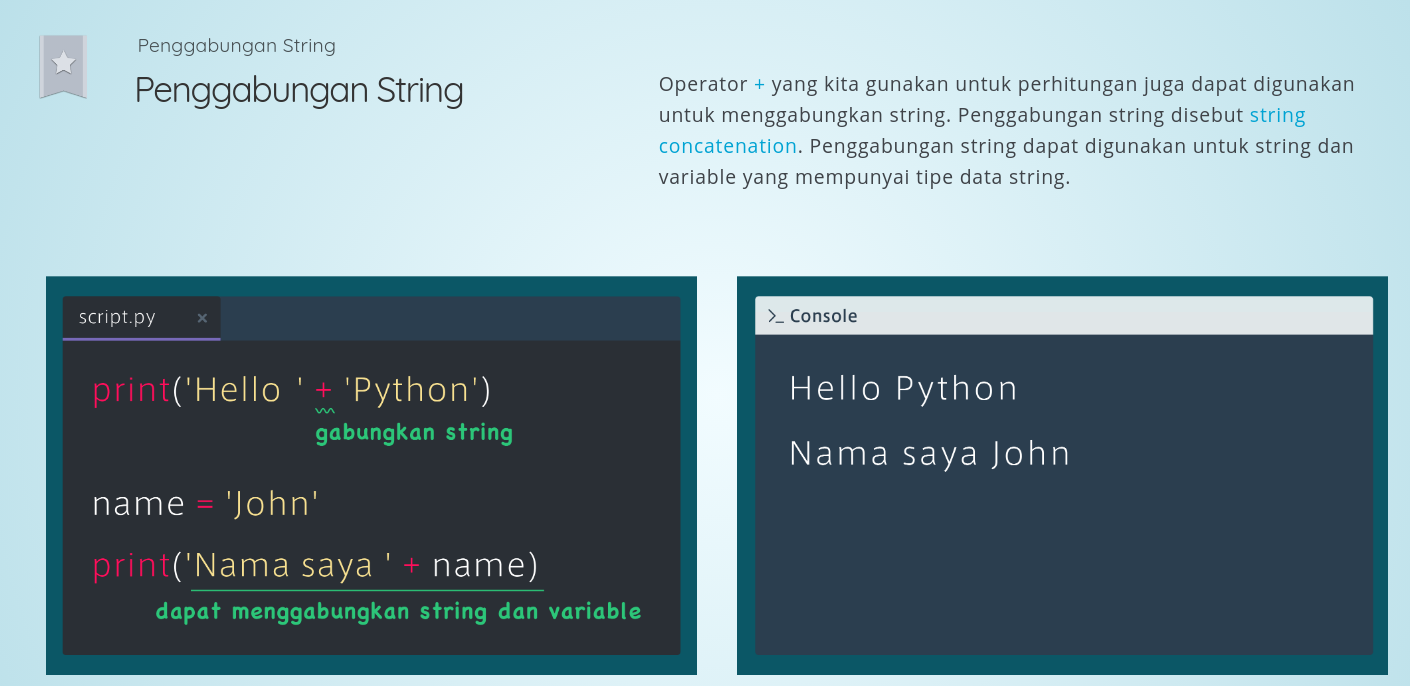 Penggabungan String
Penggabungan String
Operator + yang kita gunakan untuk perhitungan juga dapat digunakan
untuk menggabungkan string. Penggabungan string disebut string
concatenation. Penggabungan string dapat digunakan untuk string dan
variable yang mempunyai tipe data string.
script.py ×
print('Hello ' + 'Python')
gabungkan string
name = 'John'
print('Nama saya ' + name)
dapat menggabungkan string dan variable
>_ Console
Hello Python
Nama saya John